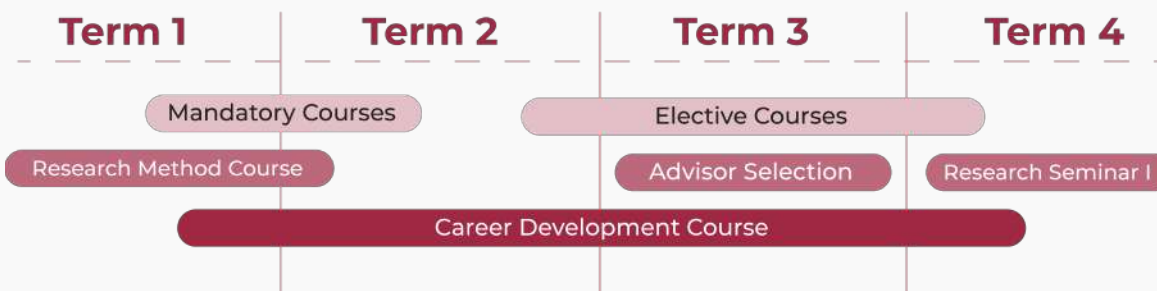 Term 1 Term 2 Term 3 Term 4
Mandatory Courses Elective Courses
Research Method Course Advisor Selection Research Seminar I
Career Development Course